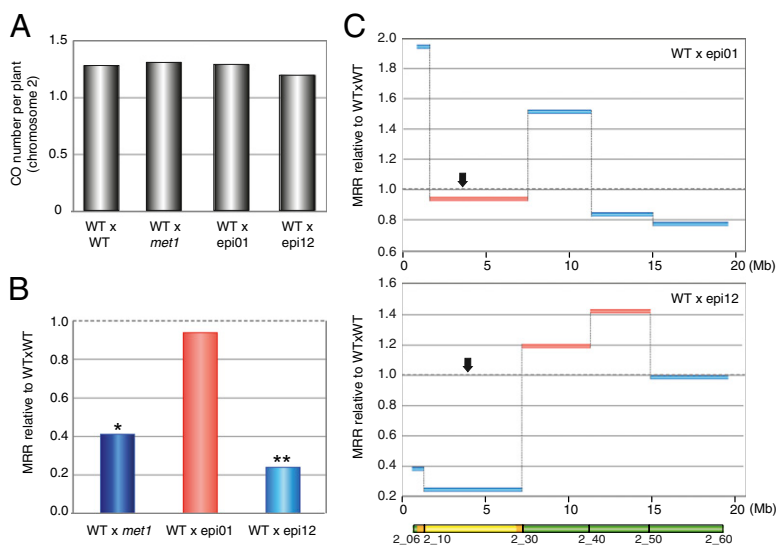 A
1.5
1.0
0.5
0
CO number per plant
(chromosome 2)
WT x
WT
WT x
met1
WT x
epi01
WT x
epi12
B
1.0
0.8
0.6
0.4
0.2
0.0
MRR relative to WTxWT
*
**
WT x met1
WT x epi01
WT x epi12
C
WT x epi01
2.0
1.8
1.6
1.4
1.2
1.0
0.8
0.6
MRR relative to WTxWT
0 5 10 15 20 (Mb)
WT x epi12
1.6
1.4
1.2
1.0
0.8
0.6
0.4
0.2
MRR relative to WTxWT
0 5 10 15 20 (Mb)
2_06 2_10 2_30 2_40 2_50 2_60